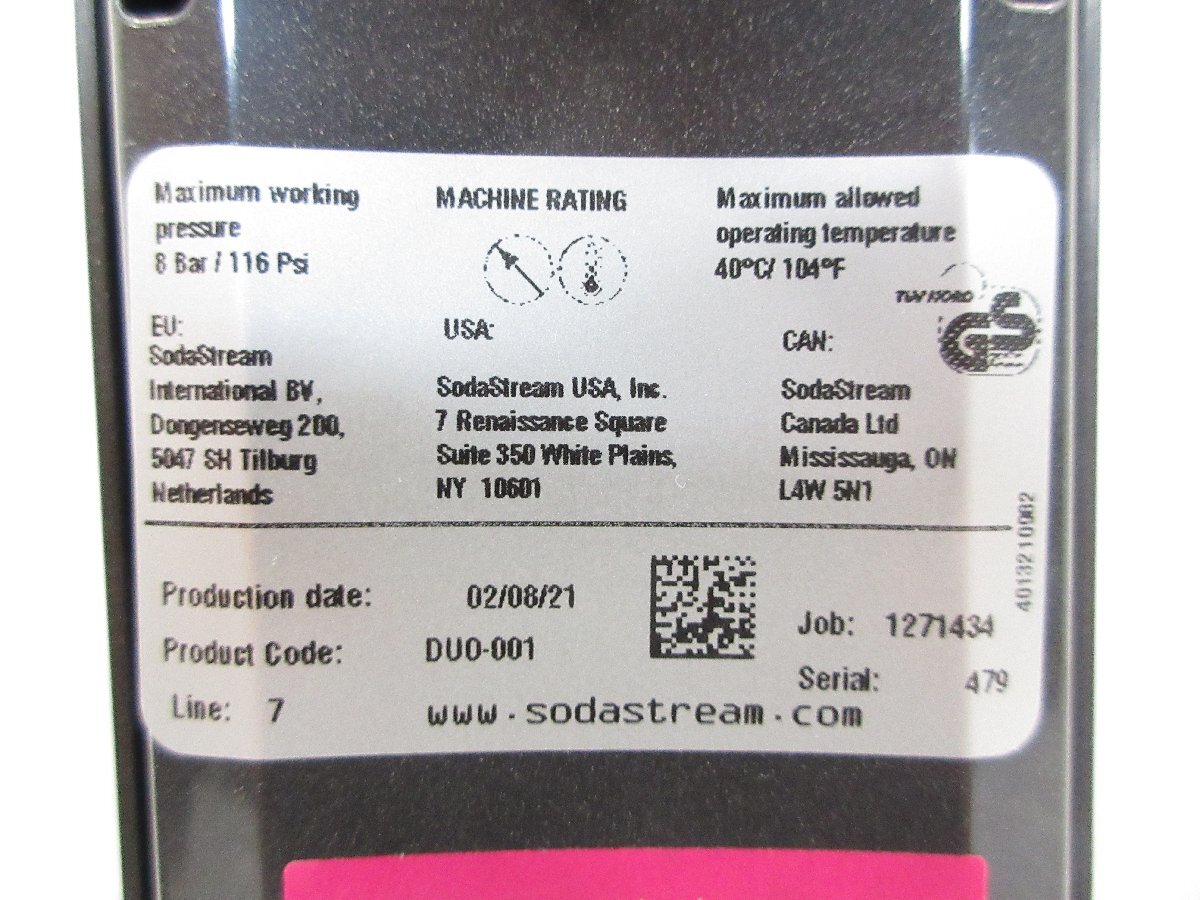 Maximum working
pressure
8 Bar / 116 Psi
MACHINE RATING
Maximum allowed
operating temperature
40°C/ 104°F
TUV NORD
GS
EU:
SodaStream
International BV,
Dongenseweg 200,
5047 SH Tilburg
Netherlands
USA:
SodaStream USA, Inc.
7 Renaissance Square
Suite 350 White Plains,
NY 10601
CAN:
SodaStream
Canada Ltd
Mississauga, ON
L4W 5N1
4013210982
Production date: 02/08/21
Product Code: DUO-001
Line: 7
Job: 1271434
Serial: 479
www.sodastream.com